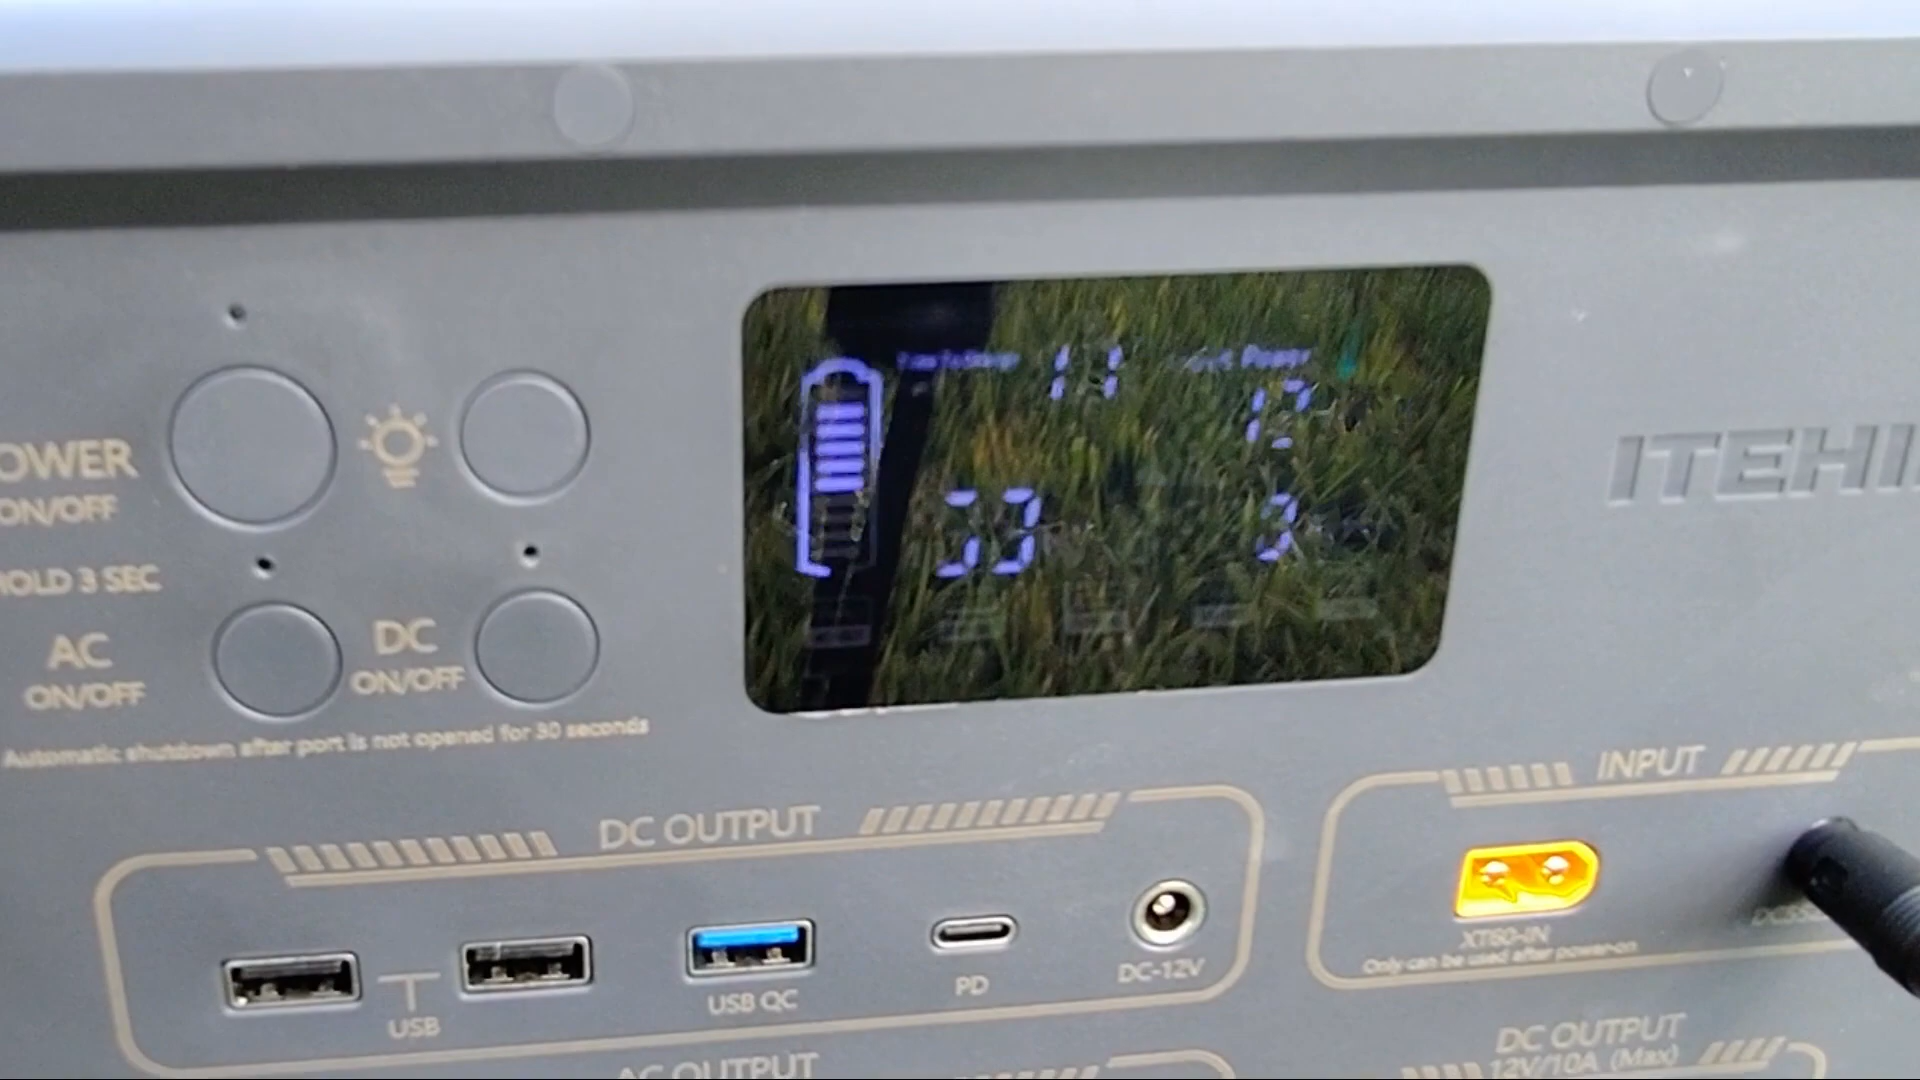 OWER
ON/OFF
HOLD 3 SEC
AC
ON/OFF
DC
ON/OFF
Automatic shutdown after port is not opened for 30 seconds
Power
ITEHI
DC OUTPUT
USB
USB QC
PD
DC-12V
INPUT
XT60-IN
Only can be used after power-on
AC OUTPUT
DC OUTPUT
12V/10A (Max)